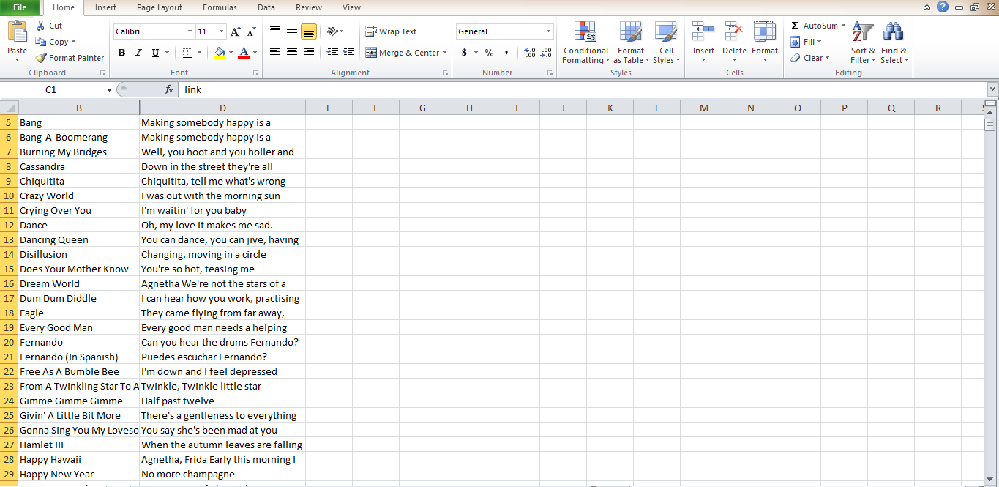 File Home Insert Page Layout Formulas Data Review View
Cut
Calibri 11 A A Wrap Text General Σ AutoSum
Copy Fill
Paste Format Painter B I U A Merge & Center $ % , .0 .00 .00 .0 Conditional Formatting Format as Table Cell Styles Insert Delete Format Clear Sort & Filter Find & Select
Clipboard Font Alignment Number Styles Cells Editing
C1 fx link
B D E F G H I J K L M N O P Q R S
5 Bang Making somebody happy is a
6 Bang-A-Boomerang Making somebody happy is a
7 Burning My Bridges Well, you hoot and you holler and
8 Cassandra Down in the street they're all
9 Chiquitita Chiquitita, tell me what's wrong
10 Crazy World I was out with the morning sun
11 Crying Over You I'm waitin' for you baby
12 Dance Oh, my love it makes me sad.
13 Dancing Queen You can dance, you can jive, having
14 Disillusion Changing, moving in a circle
15 Does Your Mother Know You're so hot, teasing me
16 Dream World Agnetha We're not the stars of a
17 Dum Dum Diddle I can hear how you work, practising
18 Eagle They came flying from far away,
19 Every Good Man Every good man needs a helping
20 Fernando Can you hear the drums Fernando?
21 Fernando (In Spanish) Puedes escuchar Fernando?
22 Free As A Bumble Bee I'm down and I feel depressed
23 From A Twinkling Star To A Twinkle, Twinkle little star
24 Gimme Gimme Gimme Half past twelve
25 Givin' A Little Bit More There's a gentleness to everything
26 Gonna Sing You My Loveso You say she's been mad at you
27 Hamlet III When the autumn leaves are falling
28 Happy Hawaii Agnetha, Frida Early this morning I
29 Happy New Year No more champagne